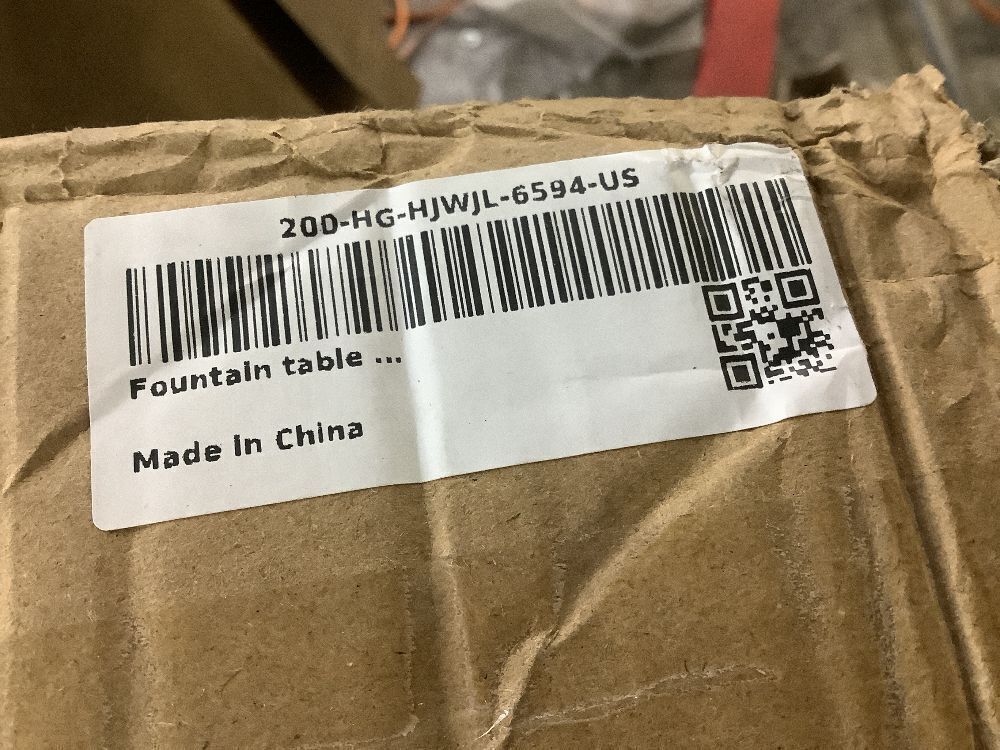 200-HG-HJWJL-6594-US
Fountain table ...
Made in China